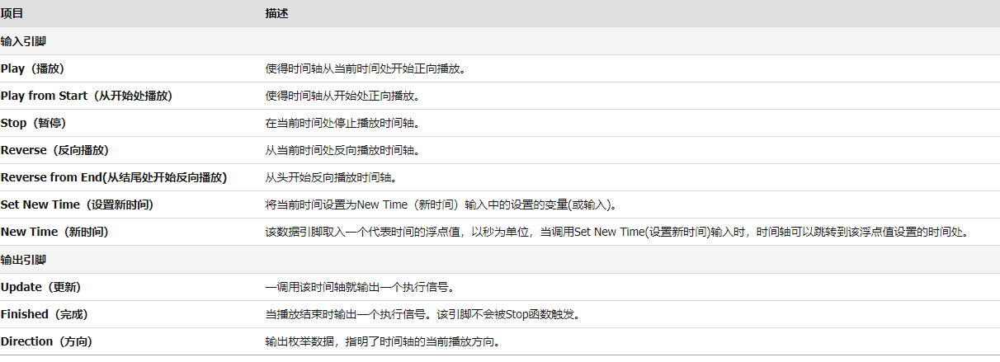 项目 描述
输入引脚
Play（播放） 使得时间轴从当前时间处开始正向播放。
Play from Start（从开始处播放） 使得时间轴从开始处正向播放。
Stop（暂停） 在当前时间处停止播放时间轴。
Reverse（反向播放） 从当前时间处反向播放时间轴。
Reverse from End(从结尾处开始反向播放) 从头开始反向播放时间轴。
Set New Time（设置新时间） 将当前时间设置为New Time（新时间）输入中的设置的变量(或输入)。
New Time（新时间） 该数据引脚取入一个代表时间的浮点值，以秒为单位，当调用Set New Time(设置新时间)输入时，时间轴可以跳转到该浮点值设置的时间处。
输出引脚
Update（更新） 一调用该时间轴就输出一个执行信号。
Finished（完成） 当播放结束时输出一个执行信号。该引脚不会被Stop函数触发。
Direction（方向） 输出枚举数据，指明了时间轴的当前播放方向。